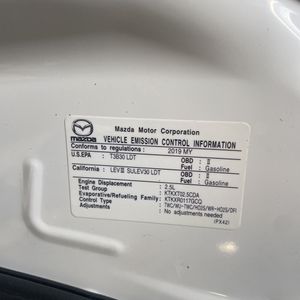 mazda
Mazda Motor Corporation
VEHICLE EMISSION CONTROL INFORMATION
Conforms to regulations : 2019 MY
U.S.EPA : T3B30 LDT OBD : II
Fuel : Gasoline
California : LEVIII SULEV30 LDT OBD : II
Fuel : Gasoline
Engine Displacement : 2.5L
Test Group : KTKXT02.5CDA
Evaporative/Refueling Family : KTKXR0117GCQ
Control Type : TWC/WU-TWC/HO2S/WR-HO2S/DFI
Adjustments : No adjustments needed
(PX42)